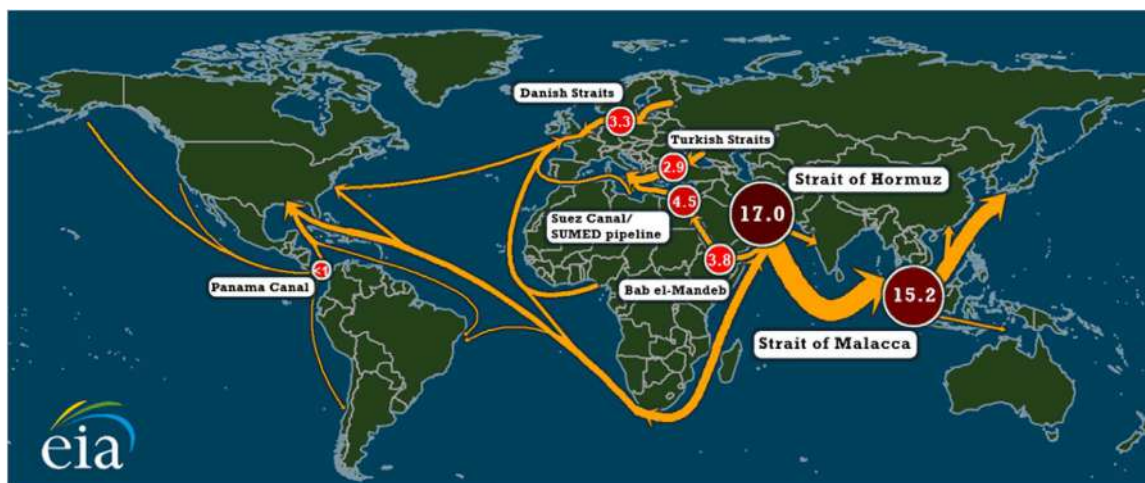 Danish Straits
3.3
Turkish Straits
2.9
Strait of Hormuz
17.0
4.5
Suez Canal/
SUMED pipeline
3.8
Bab el-Mandeb
Panama Canal
15.2
Strait of Malacca
eia